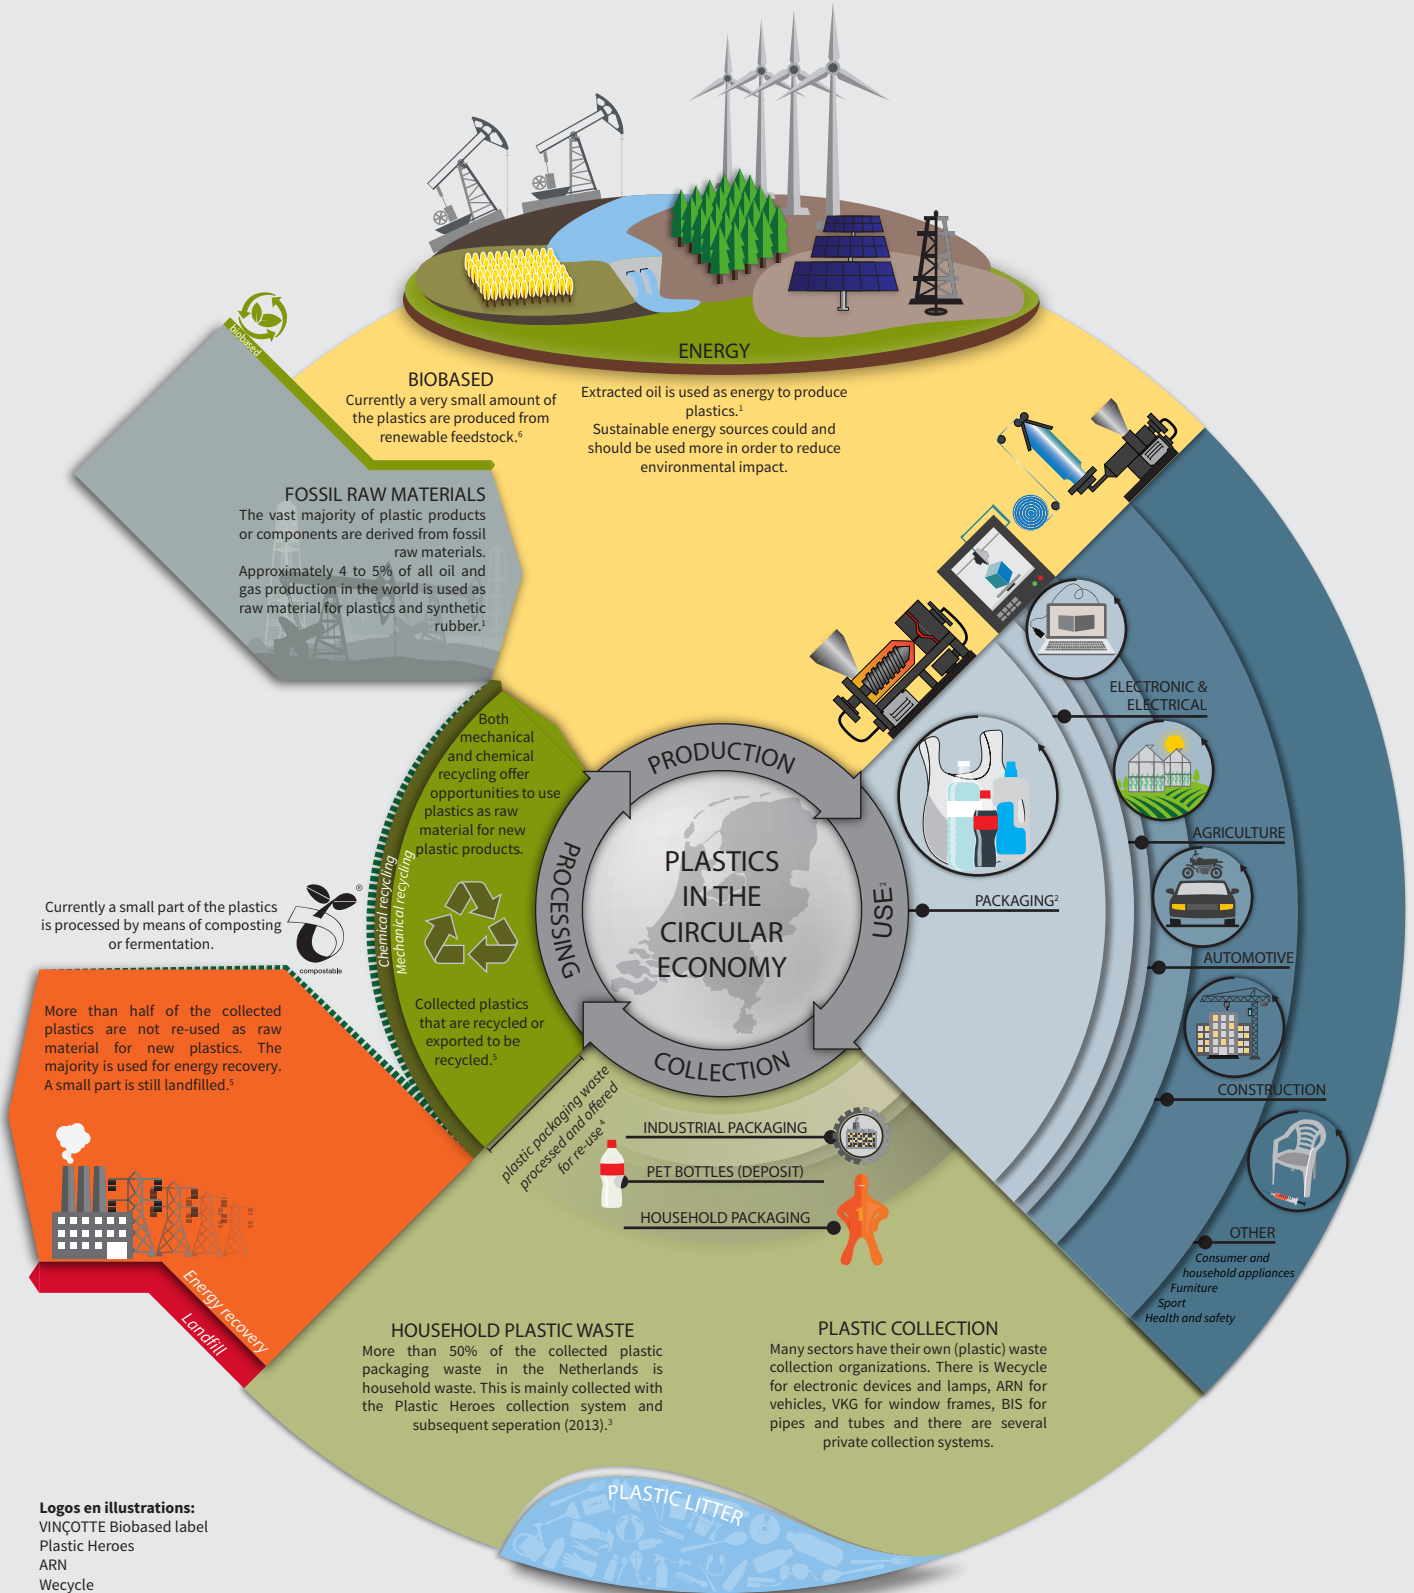 ENERGY
biobased
BIOBASED
Currently a very small amount of
the plastics are produced from
renewable feedstock.6
Extracted oil is used as energy to produce
plastics.1
Sustainable energy sources could and
should be used more in order to reduce
environmental impact.
FOSSIL RAW MATERIALS
The vast majority of plastic products
or components are derived from fossil
raw materials.
Approximately 4 to 5% of all oil and
gas production in the world is used as
raw material for plastics and synthetic
rubber.1
Both
mechanical
and chemical
recycling offer
opportunities to use
plastics as raw
material for new
plastic products.
Chemical recycling
Mechanical recycling
Collected plastics
that are recycled or
exported to be
recycled.5
PRODUCTION
USE2
COLLECTION
PROCESSING
PLASTICS
IN THE
CIRCULAR
ECONOMY
ELECTRONIC &
ELECTRICAL
AGRICULTURE
PACKAGING2
AUTOMOTIVE
CONSTRUCTION
OTHER
Consumer and
household appliances
Furniture
Sport
Health and safety
Currently a small part of the plastics
is processed by means of composting
or fermentation.
®
compostable
More than half of the collected
plastics are not re-used as raw
material for new plastics. The
majority is used for energy recovery.
A small part is still landfilled.5
Energy recovery
Landfill
plastic packaging waste
processed and offered
for re-use 4
INDUSTRIAL PACKAGING
PET BOTTLES (DEPOSIT)
HOUSEHOLD PACKAGING
HOUSEHOLD PLASTIC WASTE
More than 50% of the collected plastic
packaging waste in the Netherlands is
household waste. This is mainly collected with
the Plastic Heroes collection system and
subsequent seperation (2013).3
PLASTIC COLLECTION
Many sectors have their own (plastic) waste
collection organizations. There is Wecycle
for electronic devices and lamps, ARN for
vehicles, VKG for window frames, BIS for
pipes and tubes and there are several
private collection systems.
PLASTIC LITTER
Logos en illustrations:
VINÇOTTE Biobased label
Plastic Heroes
ARN
Wecycle